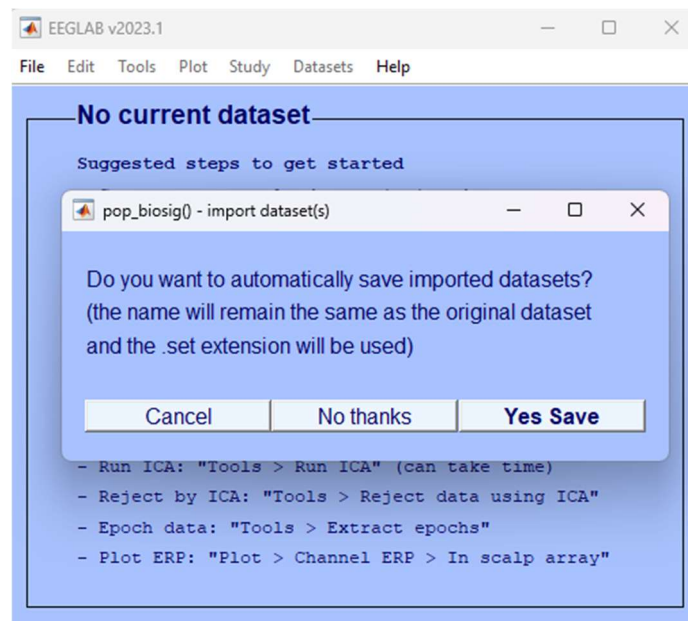 EEGLAB v2023.1
File Edit Tools Plot Study Datasets Help
No current dataset
Suggested steps to get started
pop_biosig() - import dataset(s)
Do you want to automatically save imported datasets?
(the name will remain the same as the original dataset
and the .set extension will be used)
Cancel No thanks Yes Save
- Run ICA: "Tools > Run ICA" (can take time)
- Reject by ICA: "Tools > Reject data using ICA"
- Epoch data: "Tools > Extract epochs"
- Plot ERP: "Plot > Channel ERP > In scalp array"